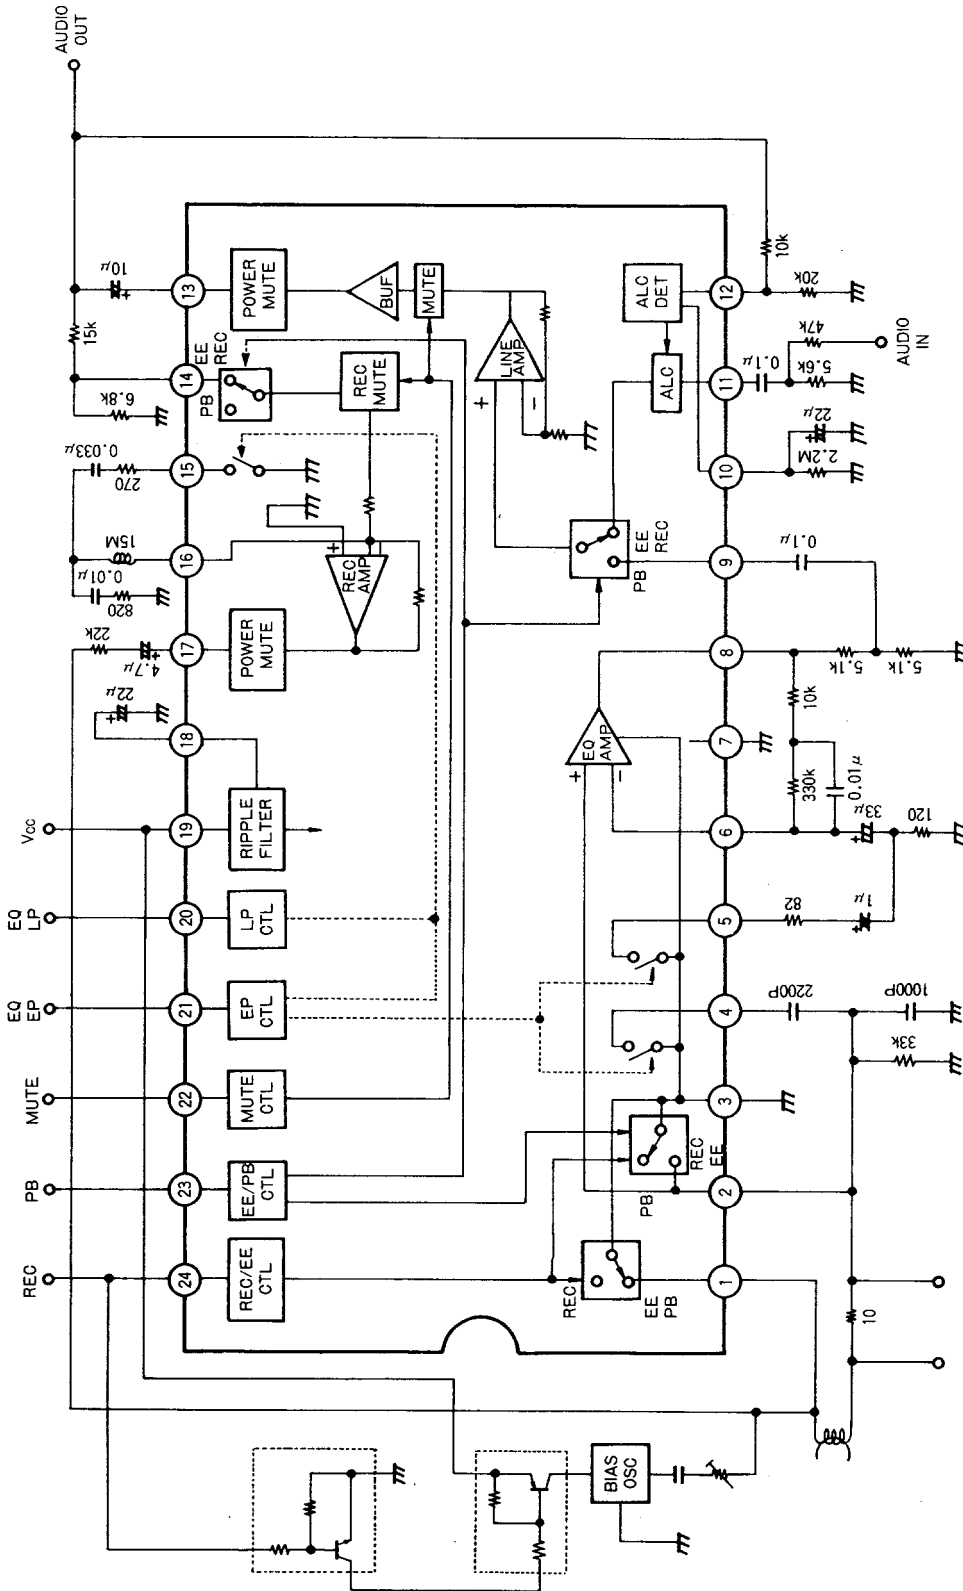 AUDIO
OUT
Vcc
EQ
LP
EQ
EP
MUTE
PB
REC
15k
10μ
+
6.8k
0.033μ
270
15M
0.01μ
820
22k
4.7μ
+
22μ
+
24
23
22
21
20
19
18
17
16
15
14
13
REC/EE
CTL
EE/PB
CTL
MUTE
CTL
EP
CTL
LP
CTL
RIPPLE
FILTER
POWER
MUTE
REC
AMP
+
REC
MUTE
PB
EE
REC
POWER
MUTE
BUF
MUTE
LINE
AMP
+
−
PB
EE
REC
ALC
ALC
DET
EQ
AMP
+
−
REC
EE
PB
PB
REC
EE
1
2
3
4
5
6
7
8
9
10
11
12
BIAS
OSC
10
33k
2200P
1000P
82
1μ
+
33μ
+
120
330k
0.01μ
10k
5.1k
5.1k
0.1μ
2.2M
22μ
+
0.1μ
5.6k
47k
AUDIO
IN
20k
10k